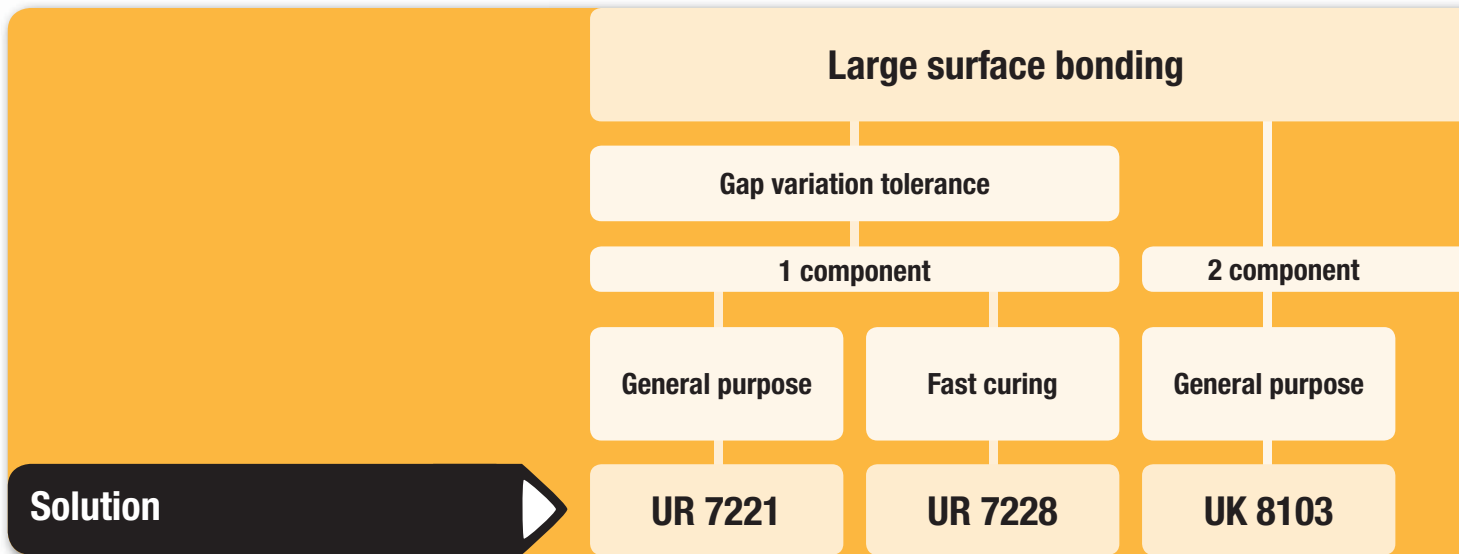 Large surface bonding
Gap variation tolerance
1 component
2 component
General purpose
Fast curing
General purpose
Solution
UR 7221
UR 7228
UK 8103